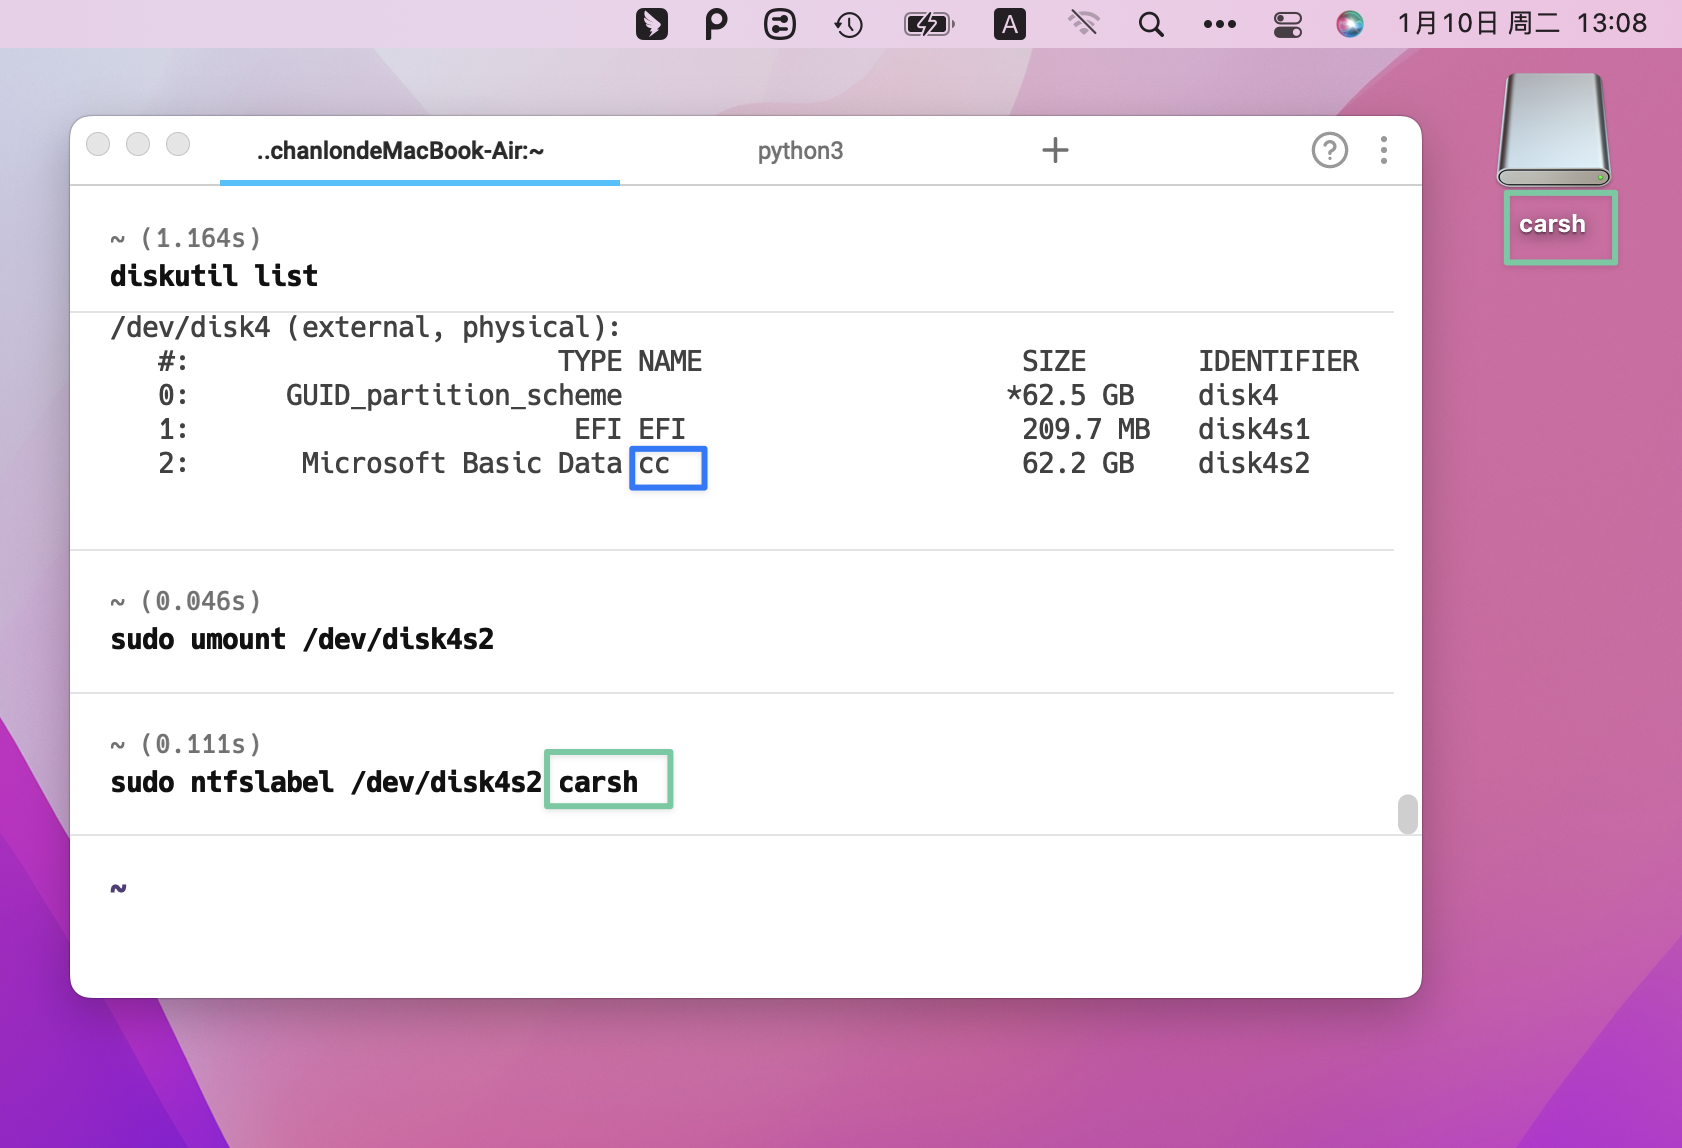 A
1月10日 周二 13:08
..chanlondeMacBook-Air:~
python3
carsh
~ (1.164s)
diskutil list
/dev/disk4 (external, physical):
#: TYPE NAME SIZE IDENTIFIER
0: GUID_partition_scheme *62.5 GB disk4
1: EFI EFI 209.7 MB disk4s1
2: Microsoft Basic Data cc 62.2 GB disk4s2
~ (0.046s)
sudo umount /dev/disk4s2
~ (0.111s)
sudo ntfslabel /dev/disk4s2 carsh
~